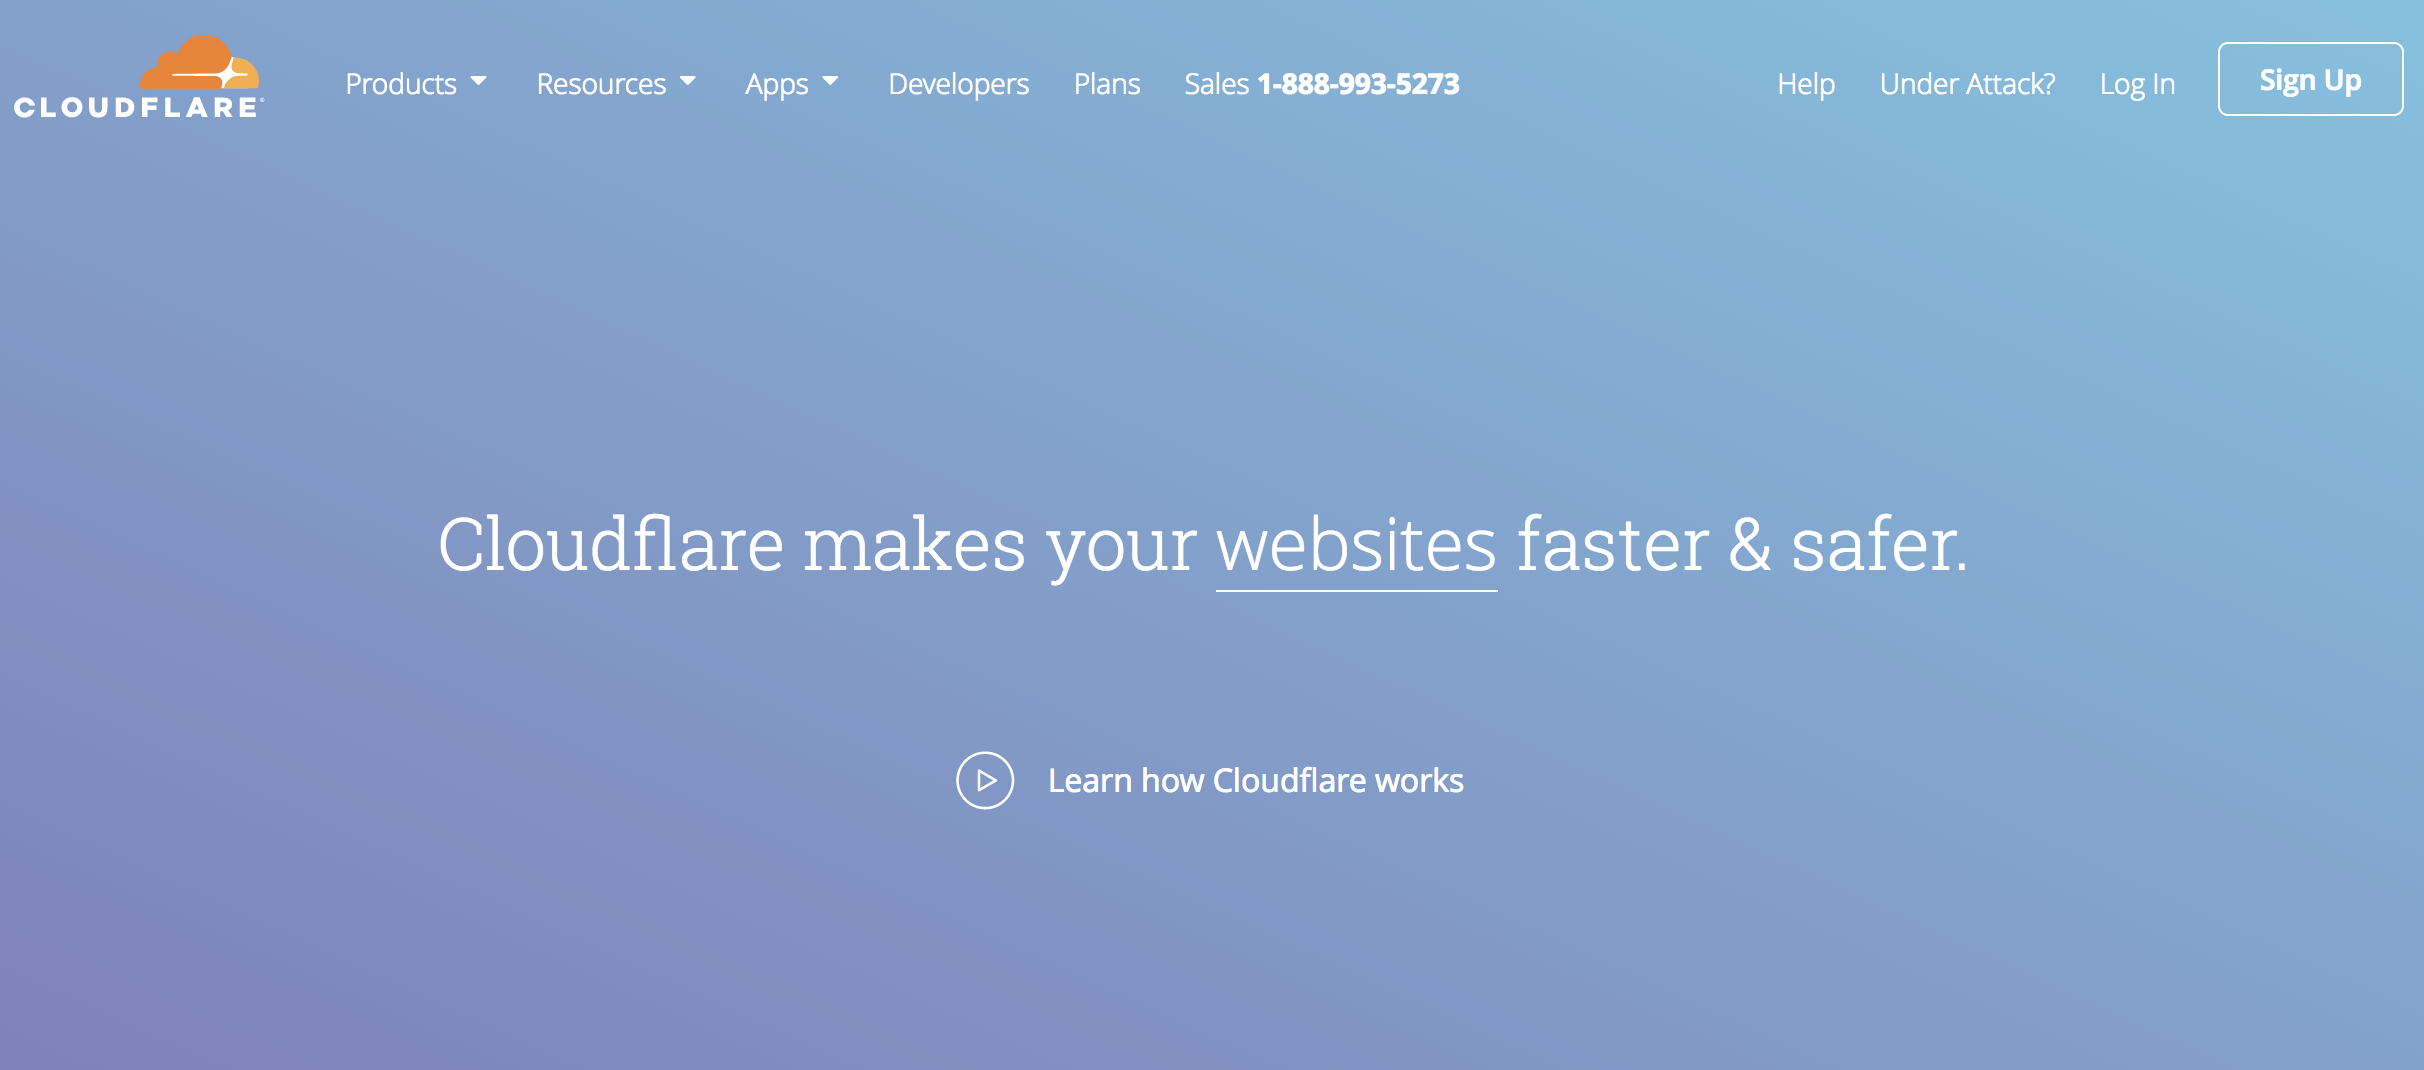 CLOUDFLARE®
Products Resources Apps Developers Plans Sales 1-888-993-5273 Help Under Attack? Log In Sign Up
Cloudflare makes your websites faster & safer.
Learn how Cloudflare works